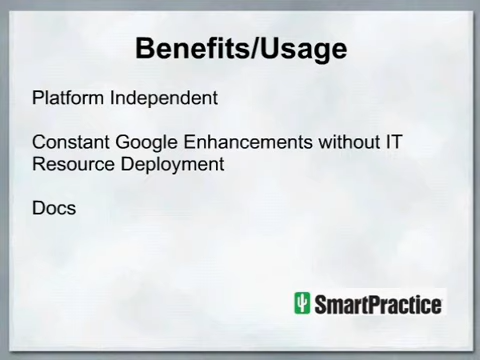 Benefits/Usage
Platform Independent
Constant Google Enhancements without IT
Resource Deployment
Docs
SmartPractice